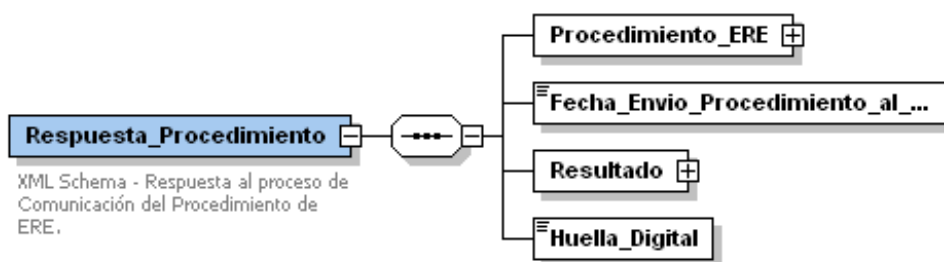 Procedimiento_ERE
Fecha_Envio_Procedimiento_al_...
Respuesta_Procedimiento
XML Schema - Respuesta al proceso de
Comunicación del Procedimiento de
ERE.
Resultado
Huella_Digital